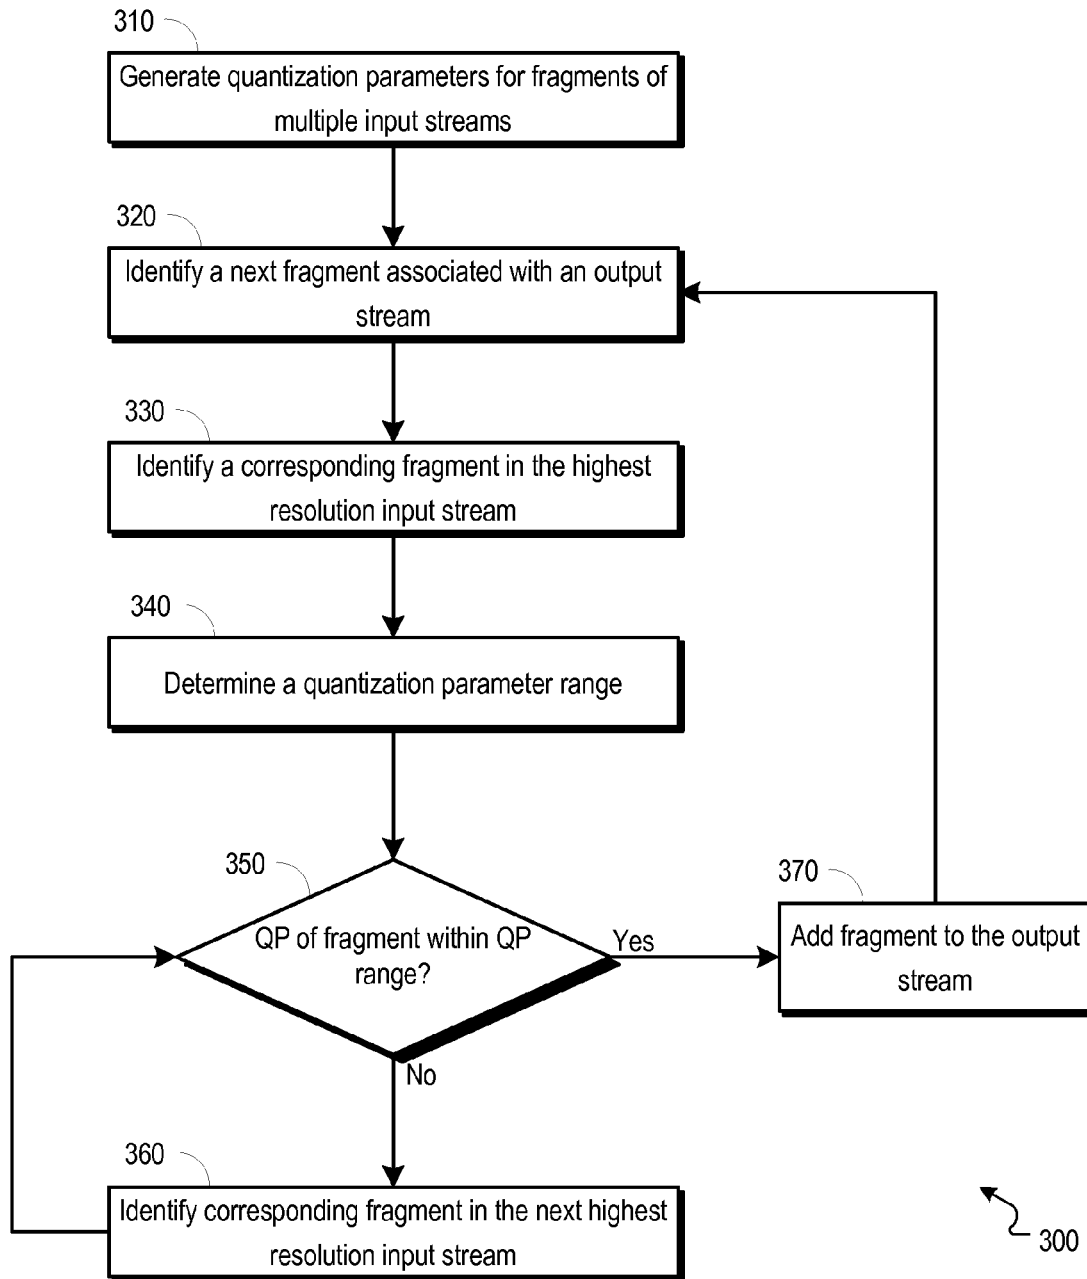 310
Generate quantization parameters for fragments of
multiple input streams
320
Identify a next fragment associated with an output
stream
330
Identify a corresponding fragment in the highest
resolution input stream
340
Determine a quantization parameter range
350
QP of fragment within QP
range?
Yes
370
Add fragment to the output
stream
No
360
Identify corresponding fragment in the next highest
resolution input stream
300